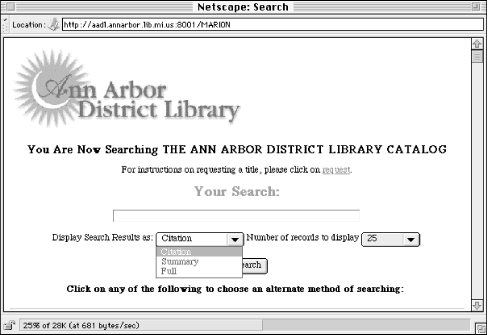 Netscape: Search
Location: http://aadl.annarbor.lib.mi.us:8001/MARION
Ann Arbor
District Library
You Are Now Searching THE ANN ARBOR DISTRICT LIBRARY CATALOG
For instructions on requesting a title, please click on request.
Your Search:
Display Search Results as: Citation Number of records to display 25
Citation
Summary
Full
earch
Click on any of the following to choose an alternate method of searching:
25% of 28K (at 681 bytes/sec)